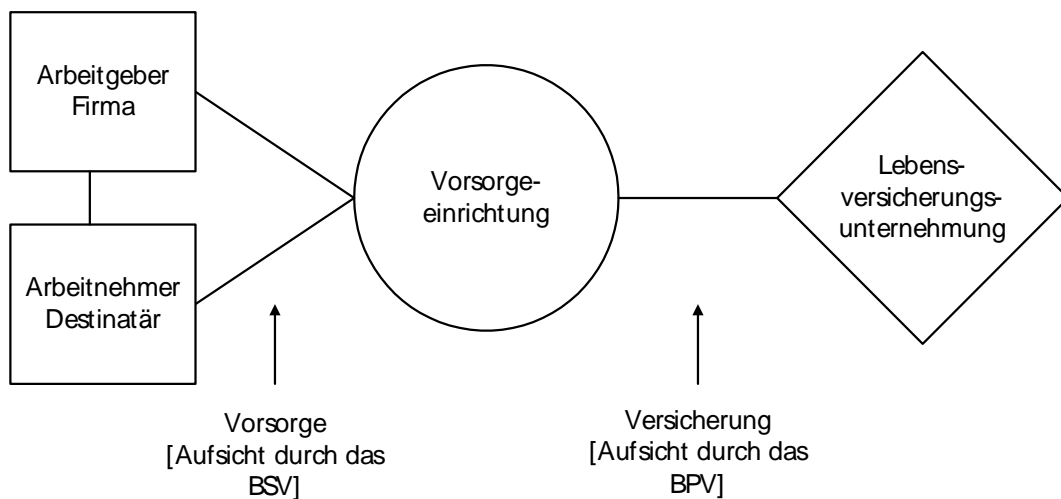 Arbeitgeber
Firma
Arbeitnehmer
Destinatär
Vorsorge-
einrichtung
Lebens-
versicherungs-
unternehmung
Vorsorge
[Aufsicht durch das
BSV]
Versicherung
[Aufsicht durch das
BPV]